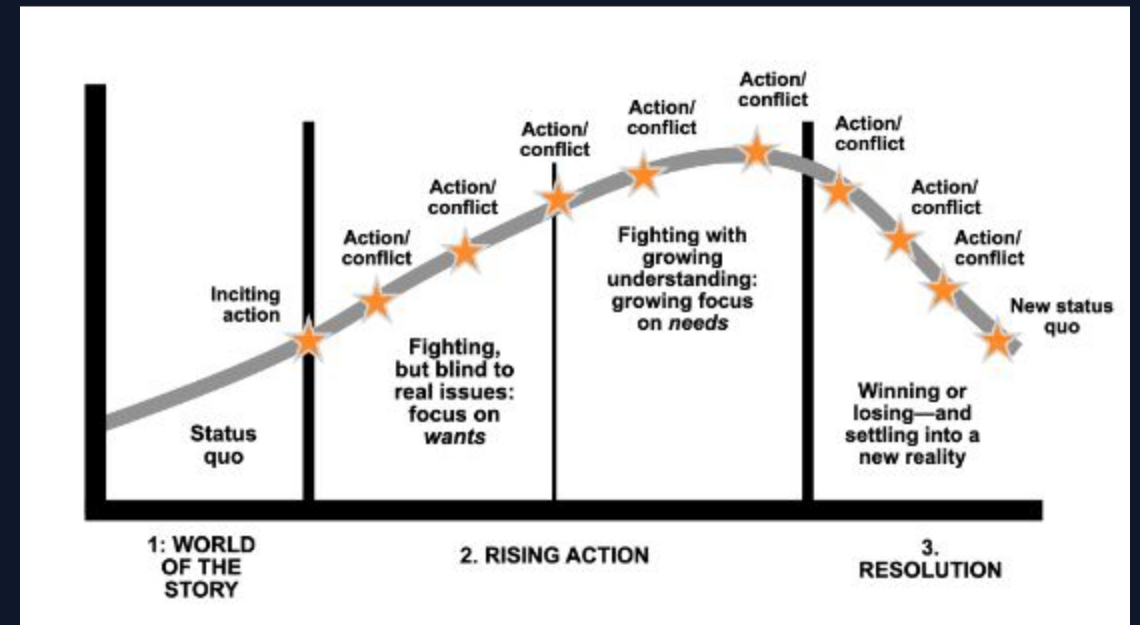 Inciting
action
Action/
conflict
Action/
conflict
Action/
conflict
Action/
conflict
Action/
conflict
Action/
conflict
Action/
conflict
Action/
conflict
New status
quo
Status
quo
Fighting,
but blind to
real issues:
focus on
wants
Fighting with
growing
understanding:
growing focus
on needs
Winning or
losing—and
settling into a
new reality
1: WORLD
OF THE
STORY
2. RISING ACTION
3.
RESOLUTION